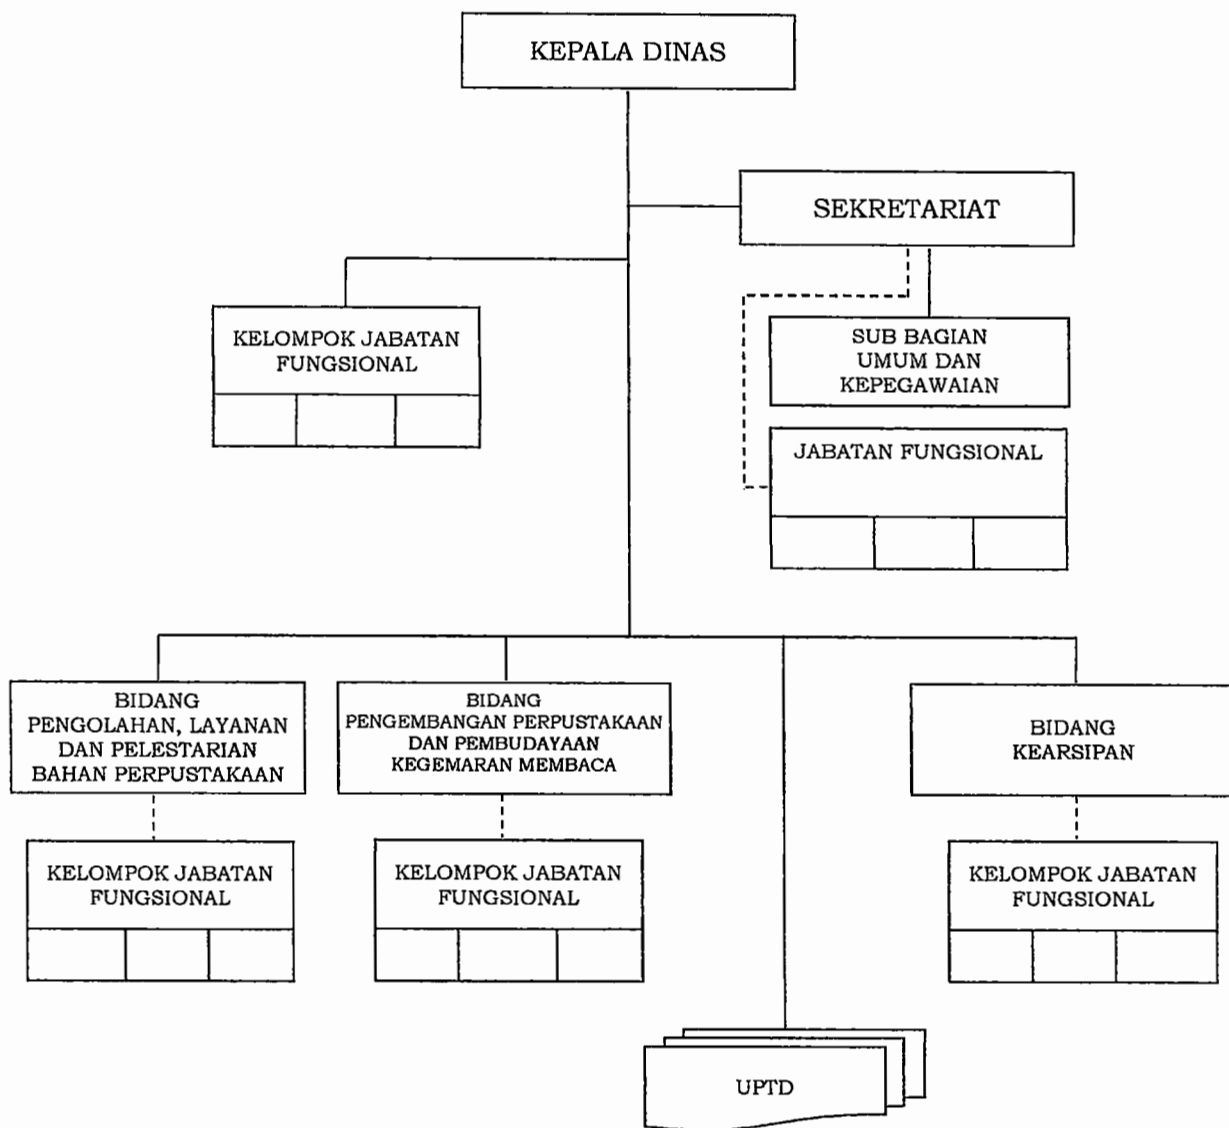 KEPALA DINAS
SEKRETARIAT
KELOMPOK JABATAN
FUNGSIONAL
SUB BAGIAN
UMUM DAN
KEPEGAWAIAN
JABATAN FUNGSIONAL
BIDANG
PENGOLAHAN, LAYANAN
DAN PELESTARIAN
BAHAN PERPUSTAKAAN
BIDANG
PENGEMBANGAN PERPUSTAKAAN
DAN PEMBUDAYAAN
KEGEMARAN MEMBACA
BIDANG
KEARSIPAN
KELOMPOK JABATAN
FUNGSIONAL
KELOMPOK JABATAN
FUNGSIONAL
KELOMPOK JABATAN
FUNGSIONAL
UPTD